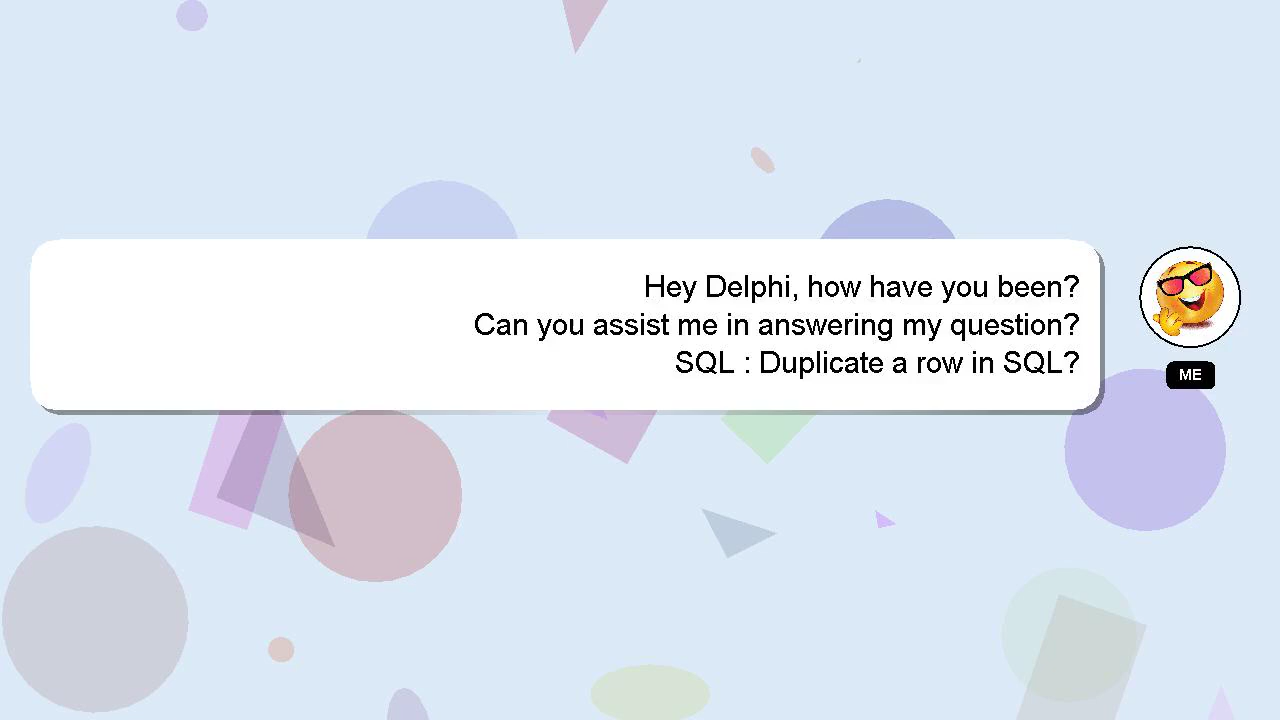 Hey Delphi, how have you been?
Can you assist me in answering my question?
SQL : Duplicate a row in SQL?
ME